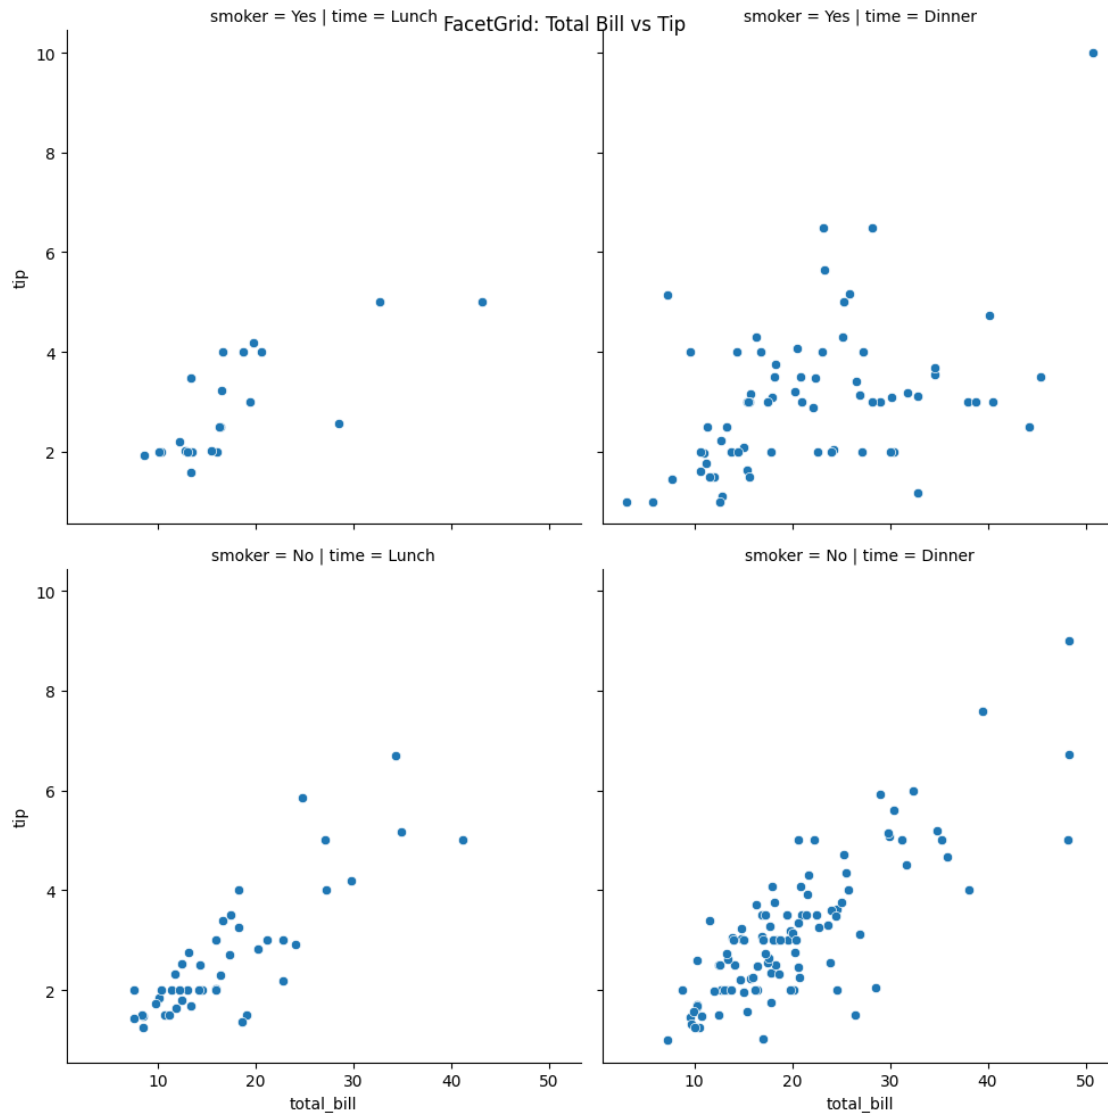 FacetGrid: Total Bill vs Tip
smoker = Yes | time = Lunch
smoker = Yes | time = Dinner
10
8
6
4
2
tip
smoker = No | time = Lunch
smoker = No | time = Dinner
10
8
6
4
2
tip
10 20 30 40 50
total_bill
10 20 30 40 50
total_bill